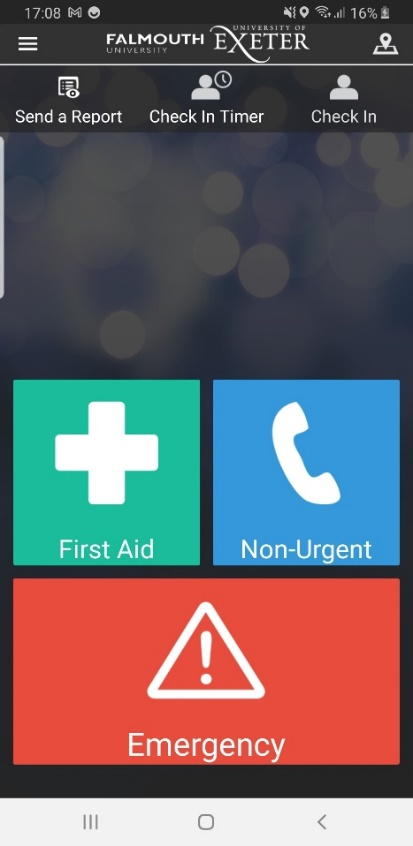 17:08 16%
FALMOUTH UNIVERSITY OF
UNIVERSITY EXETER
Send a Report Check In Timer Check In
First Aid Non-Urgent
Emergency